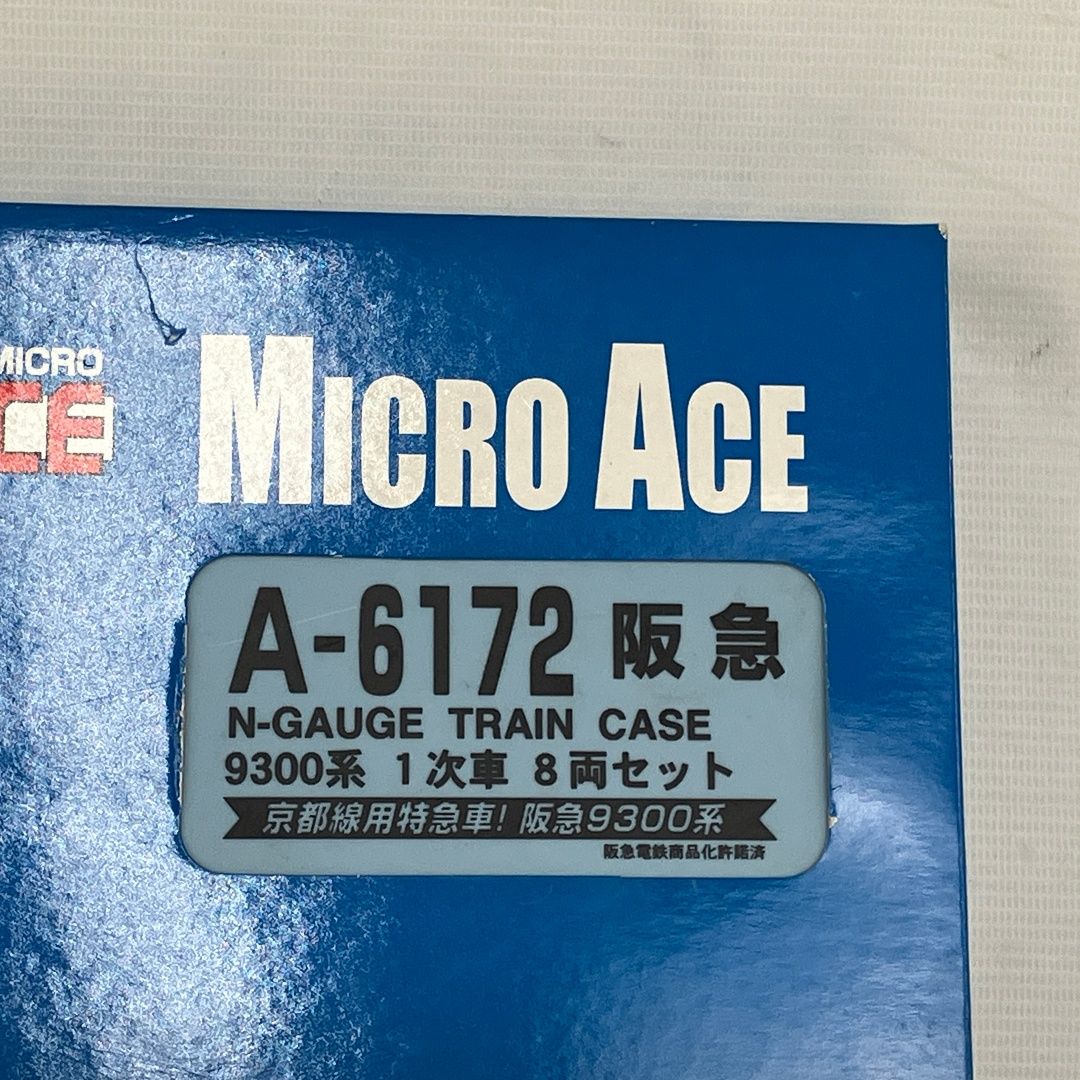 MICRO
ACE
MICRO ACE
A-6172 阪急
N-GAUGE TRAIN CASE
9300系 1次車 8両セット
京都線用特急車! 阪急9300系
阪急電鉄商品化許諾済